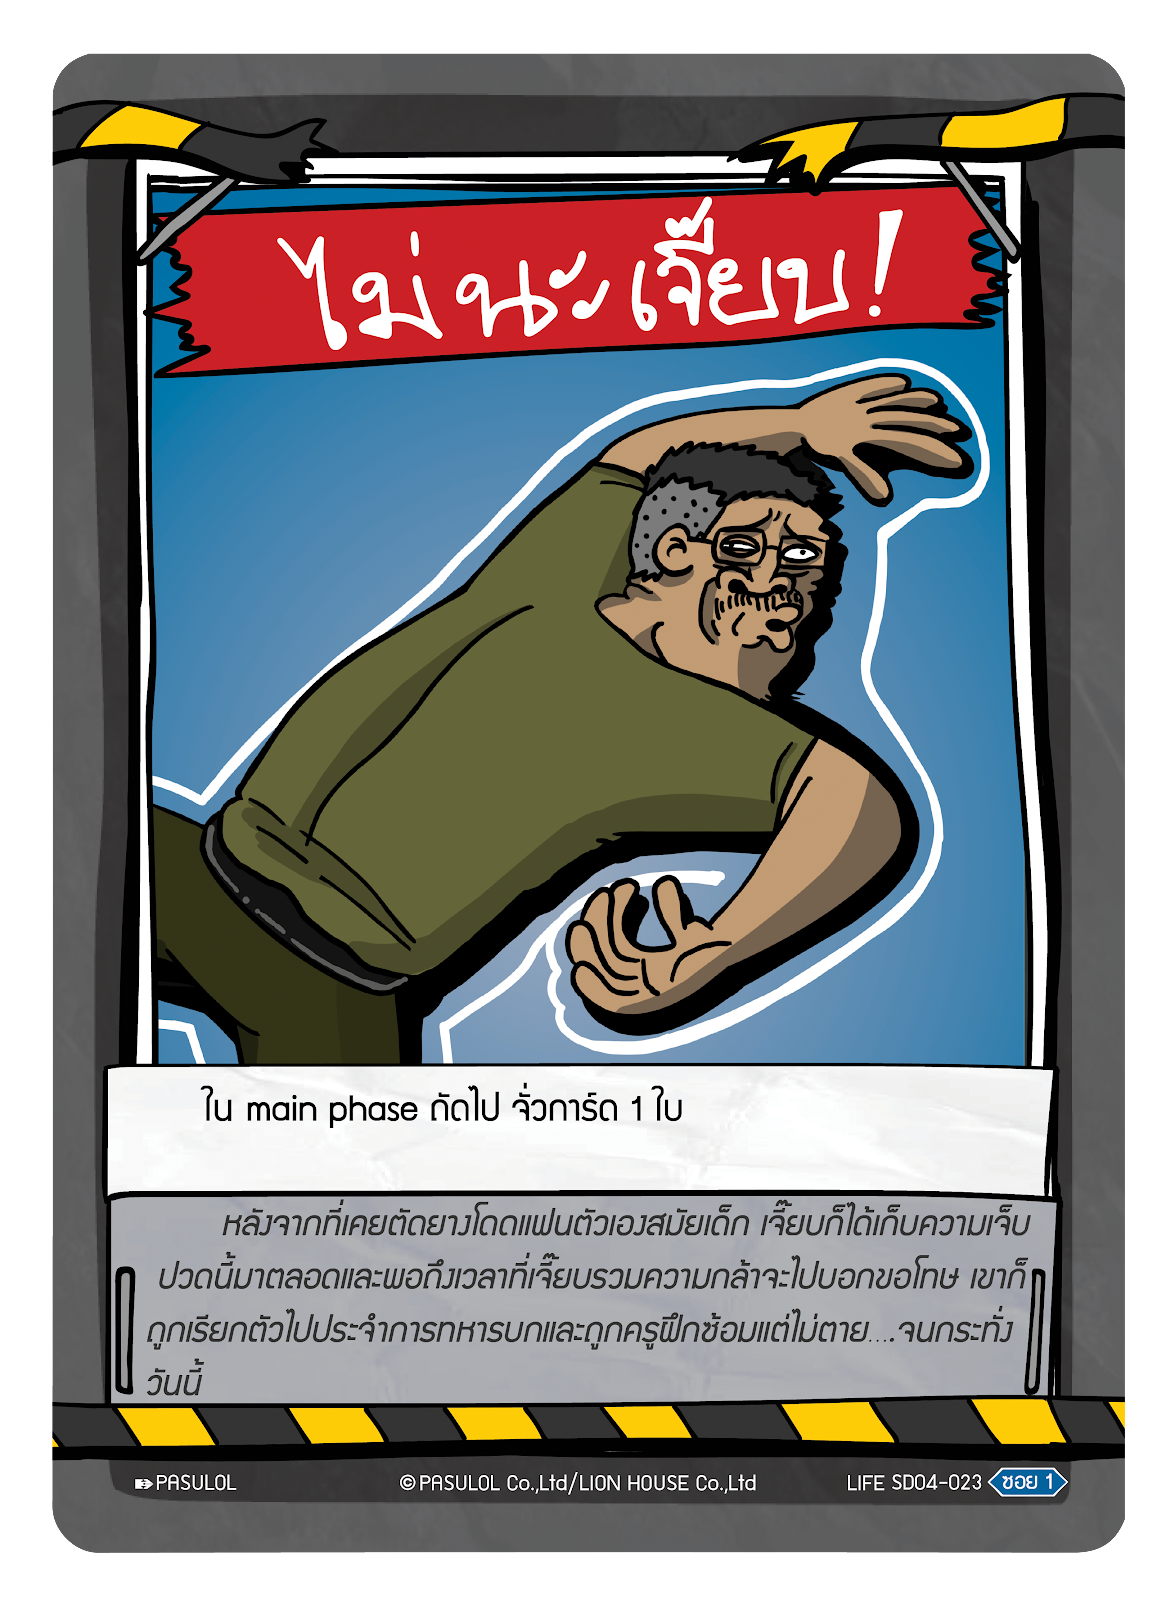 ไม่นะเจี๊ยบ!
ใน main phase ถัดไป จั่วการ์ด 1 ใบ
หลังจากที่เคยตัดยางโดดแฟนตัวเองสมัยเด็ก เจี๊ยบก็ได้เก็บความเจ็บ
ปวดนี้มาตลอดและพอถึงเวลาที่เจี๊ยบรวมความกล้าจะไปบอกขอโทษ เขาก็
ถูกเรียกตัวไปประจำการทหารบกและถูกครูฝึกซ้อมแต่ไม่ตาย....จนกระทั่ง
วันนี้
PASULOL ©PASULOL Co.,Ltd/LION HOUSE Co.,Ltd LIFE SD04-023 ซอย 1